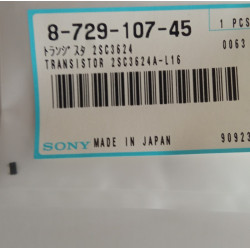 8-729-107-45 1 PCS
トランジスタ 2SC3624 0063
TRANSISTOR 2SC3624A-L16
SONY MADE IN JAPAN 90923